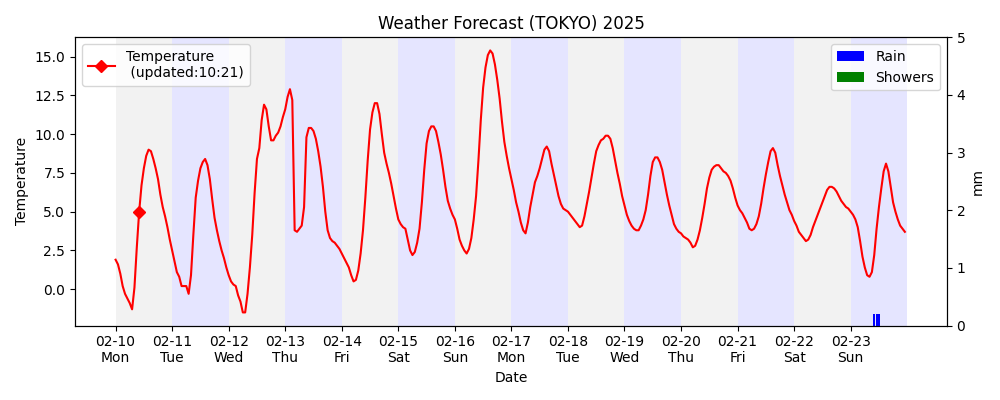 Weather Forecast (TOKYO) 2025
Temperature
(updated:10:21)
Rain
Showers
Temperature
15.0
12.5
10.0
7.5
5.0
2.5
0.0
5
4
3
2
1
0
mm
02-10 02-11 02-12 02-13 02-14 02-15 02-16 02-17 02-18 02-19 02-20 02-21 02-22 02-23
Mon Tue Wed Thu Fri Sat Sun Mon Tue Wed Thu Fri Sat Sun
Date